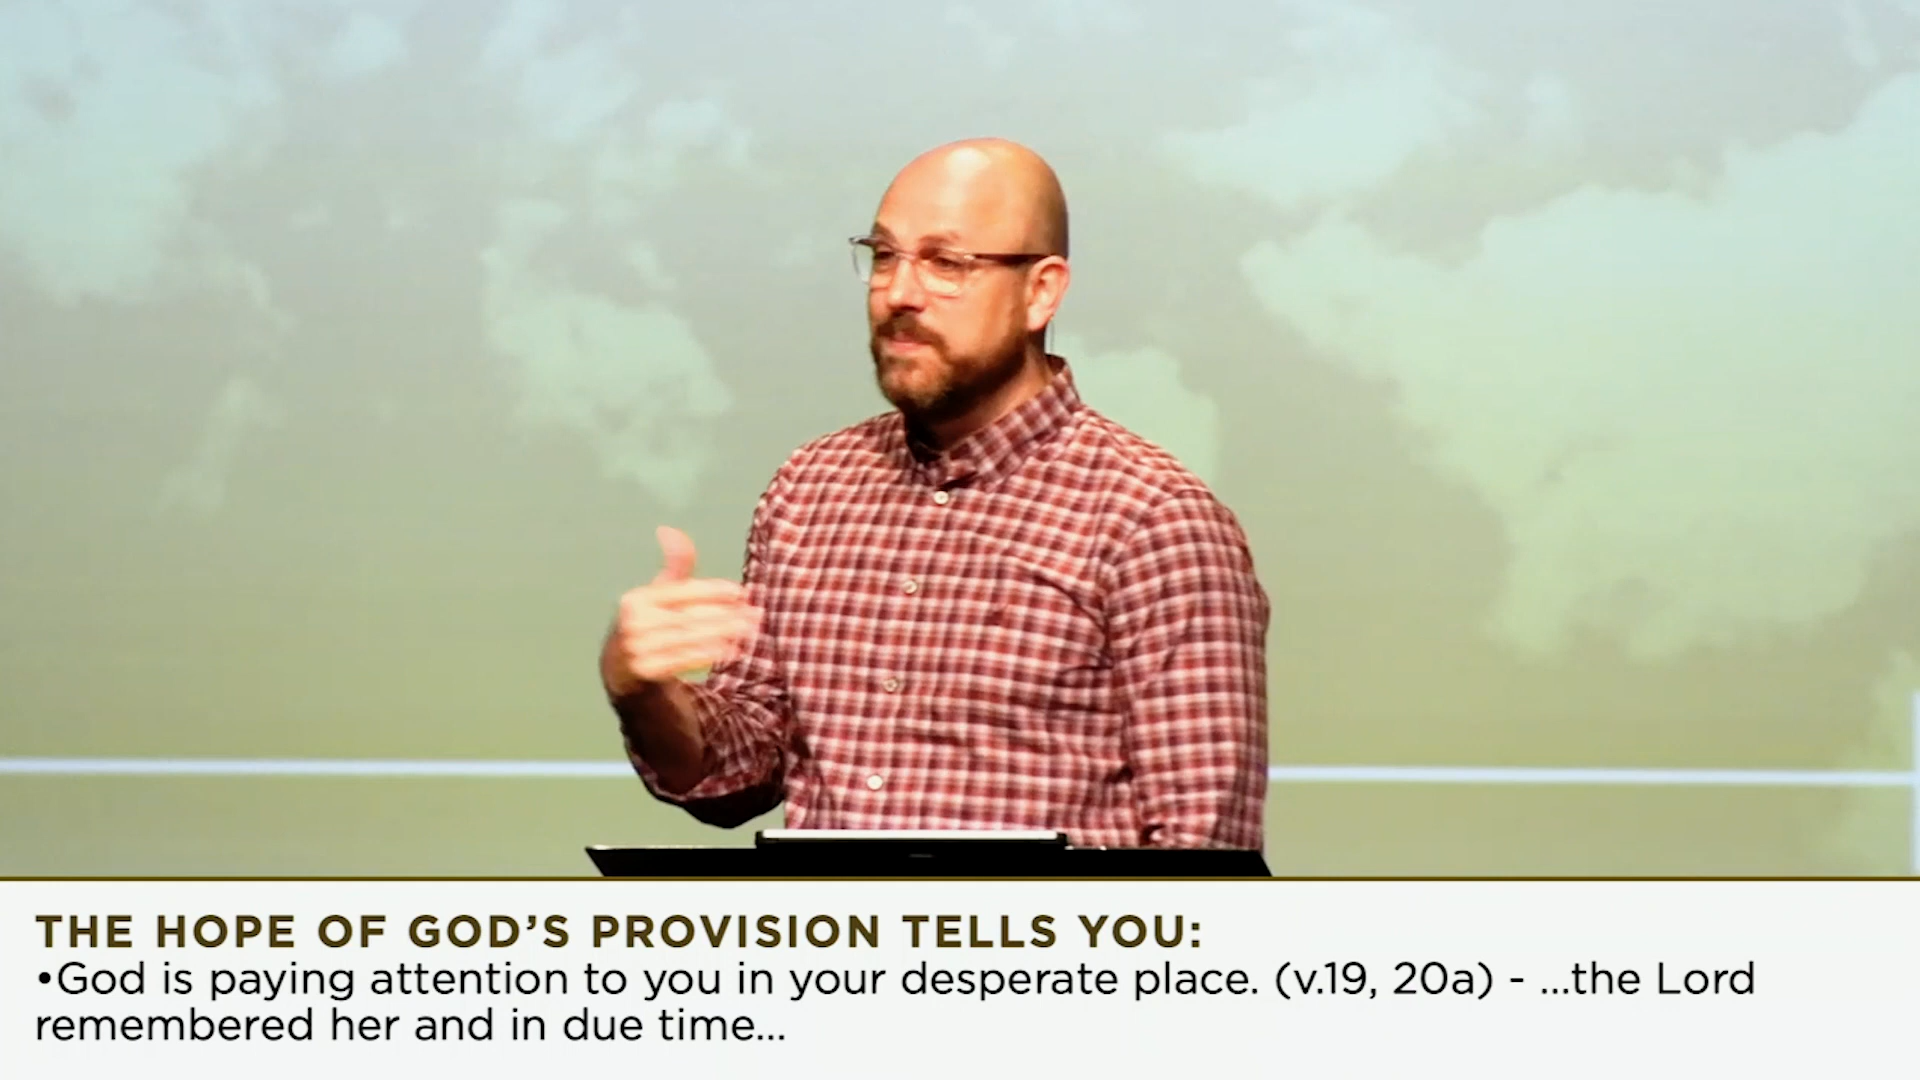 THE HOPE OF GOD’S PROVISION TELLS YOU:
•God is paying attention to you in your desperate place. (v.19, 20a) - ...the Lord
remembered her and in due time...